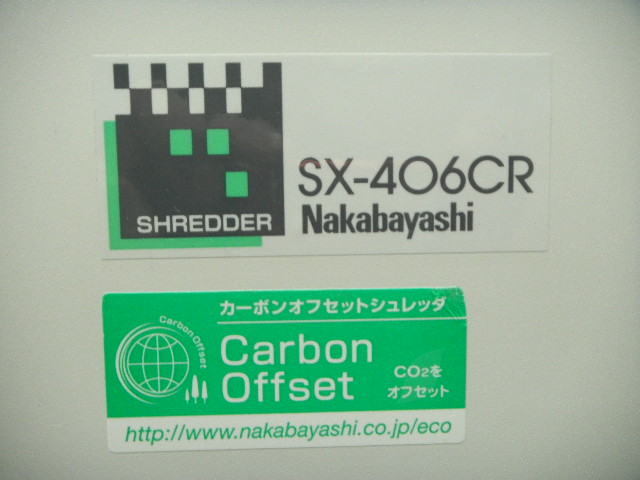 SHREDDER
SX-406CR
Nakabayashi
カーボンオフセットシュレッダ
Carbon Offset
Carbon
Offset
CO2を
オフセット
http://www.nakabayashi.co.jp/eco